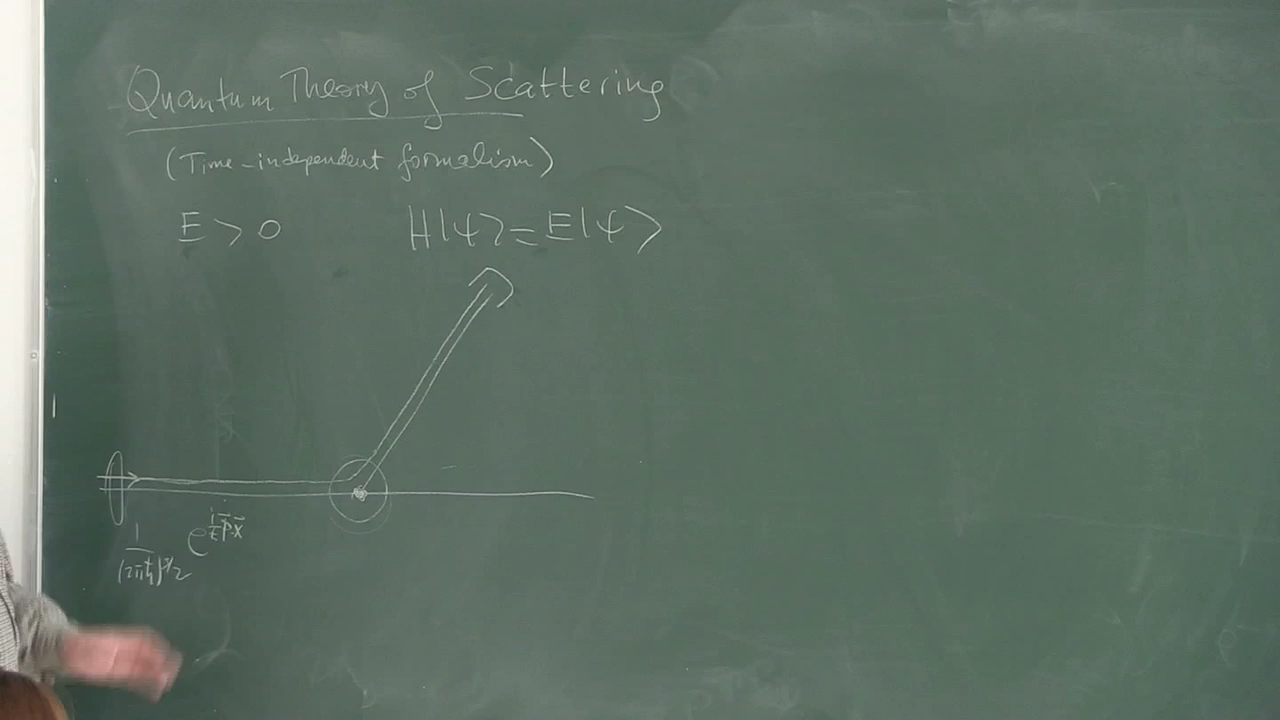 Quantum Theory of Scattering
(Time-independent formalism)
E > 0 H|ψ> = E|ψ>
1/(2πħ)^3/2 e^{i/ħ p⃗·x⃗}